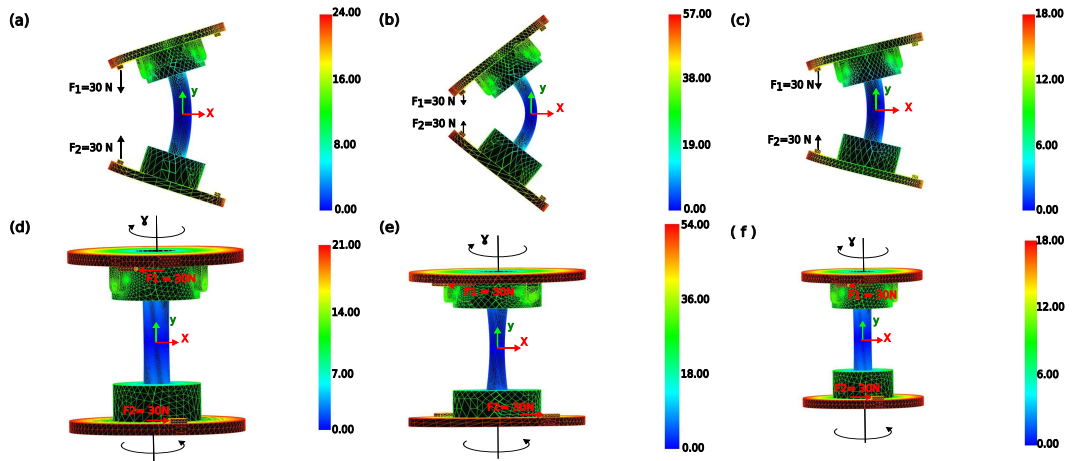 (a)
F1=30 N
F2=30 N
y
X
24.00
16.00
8.00
0.00
(b)
F1=30 N
F2=30 N
y
X
57.00
38.00
19.00
0.00
(c)
F1=30 N
F2=30 N
y
X
18.00
12.00
6.00
0.00
(d)
ɣ
F1 = 30N
y
X
F2= 30N
21.00
14.00
7.00
0.00
(e)
ɣ
F1 = 30N
y
X
F2= 30N
54.00
36.00
18.00
0.00
( f )
ɣ
F1 = 30N
y
X
F2= 30N
18.00
12.00
6.00
0.00